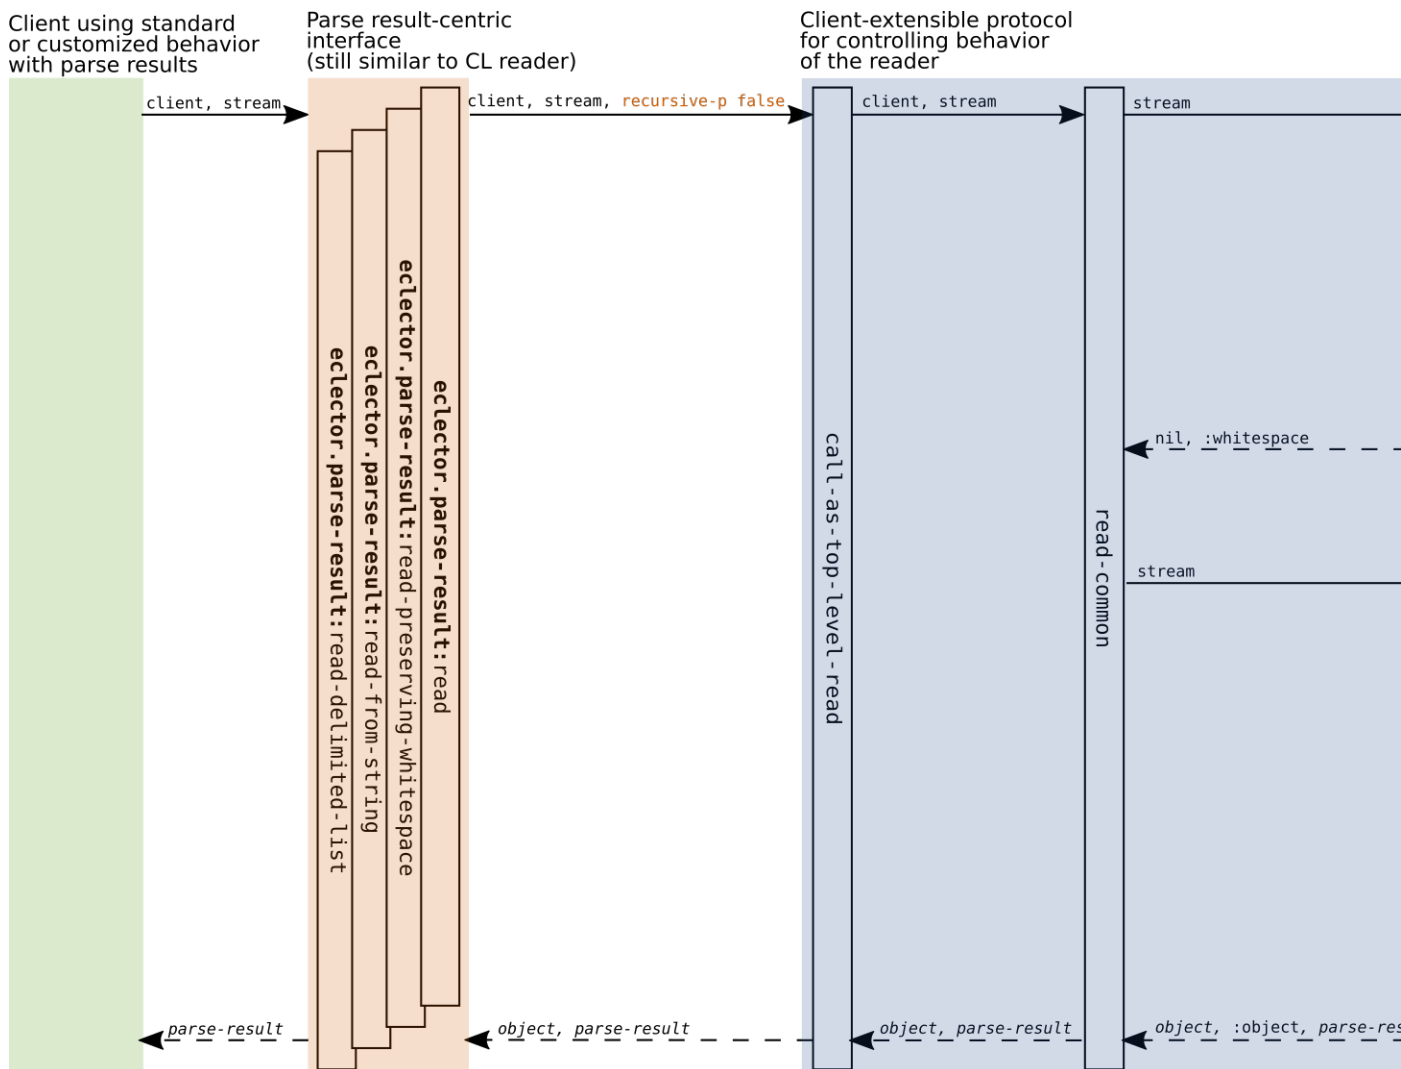 Client using standard
or customized behavior
with parse results
Parse result-centric
interface
(still similar to CL reader)
Client-extensible protocol
for controlling behavior
of the reader
client, stream
client, stream, recursive-p false
client, stream
stream
eclector.parse-result:read-delimited-list
eclector.parse-result:read-from-string
eclector.parse-result:read-preserving-whitespace
eclector.parse-result:read
call-as-top-level-read
read-common
nil, :whitespace
stream
parse-result
object, parse-result
object, parse-result
object, :object, parse-res